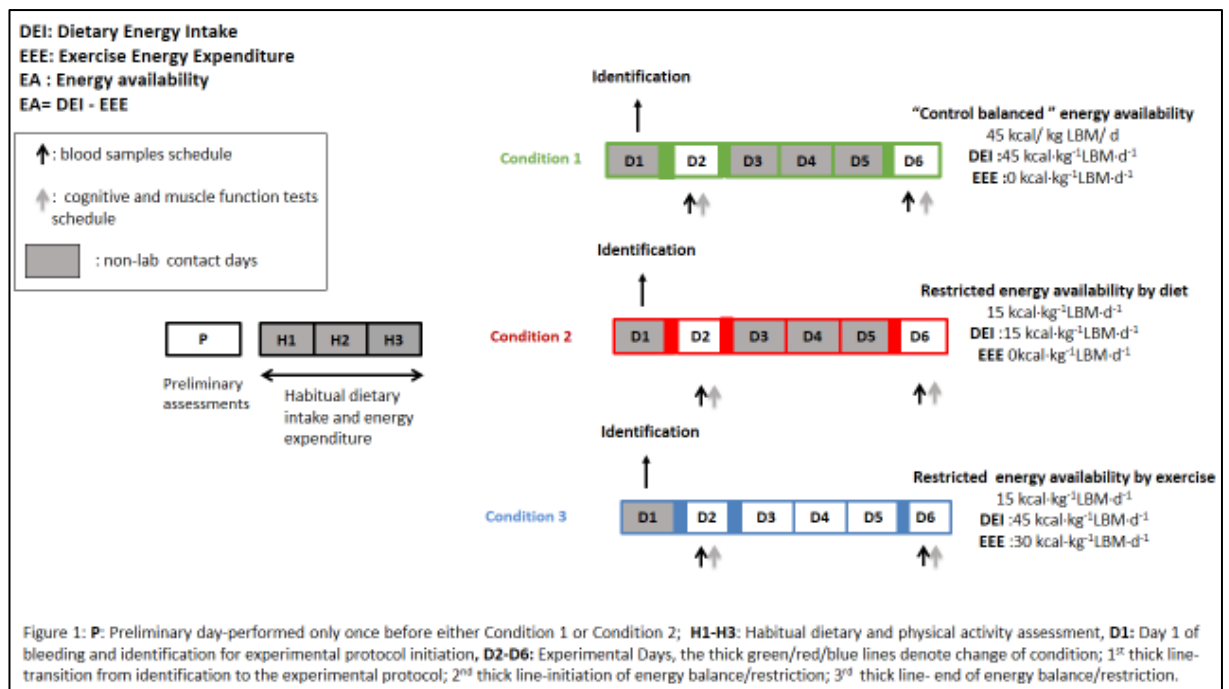 DEI: Dietary Energy Intake
EEE: Exercise Energy Expenditure
EA : Energy availability
EA= DEI - EEE
: blood samples schedule
: cognitive and muscle function tests
schedule
: non-lab contact days
P
H1 H2 H3
Preliminary
assessments
Habitual dietary
intake and energy
expenditure
Identification
Condition 1
D1 D2 D3 D4 D5 D6
"Control balanced " energy availability
45 kcal/ kg LBM/ d
DEI :45 kcal·kg⁻¹LBM·d⁻¹
EEE :0 kcal·kg⁻¹LBM·d⁻¹
Identification
Condition 2
D1 D2 D3 D4 D5 D6
Restricted energy availability by diet
15 kcal·kg⁻¹LBM·d⁻¹
DEI :15 kcal·kg⁻¹LBM·d⁻¹
EEE 0kcal·kg⁻¹LBM·d⁻¹
Identification
Condition 3
D1 D2 D3 D4 D5 D6
Restricted energy availability by exercise
15 kcal·kg⁻¹LBM·d⁻¹
DEI :45 kcal·kg⁻¹LBM·d⁻¹
EEE :30 kcal·kg⁻¹LBM·d⁻¹
Figure 1: P: Preliminary day-performed only once before either Condition 1 or Condition 2; H1-H3: Habitual dietary and physical activity assessment, D1: Day 1 of
bleeding and identification for experimental protocol initiation, D2-D6: Experimental Days, the thick green/red/blue lines denote change of condition; 1st thick line-
transition from identification to the experimental protocol; 2nd thick line-initiation of energy balance/restriction; 3rd thick line- end of energy balance/restriction.